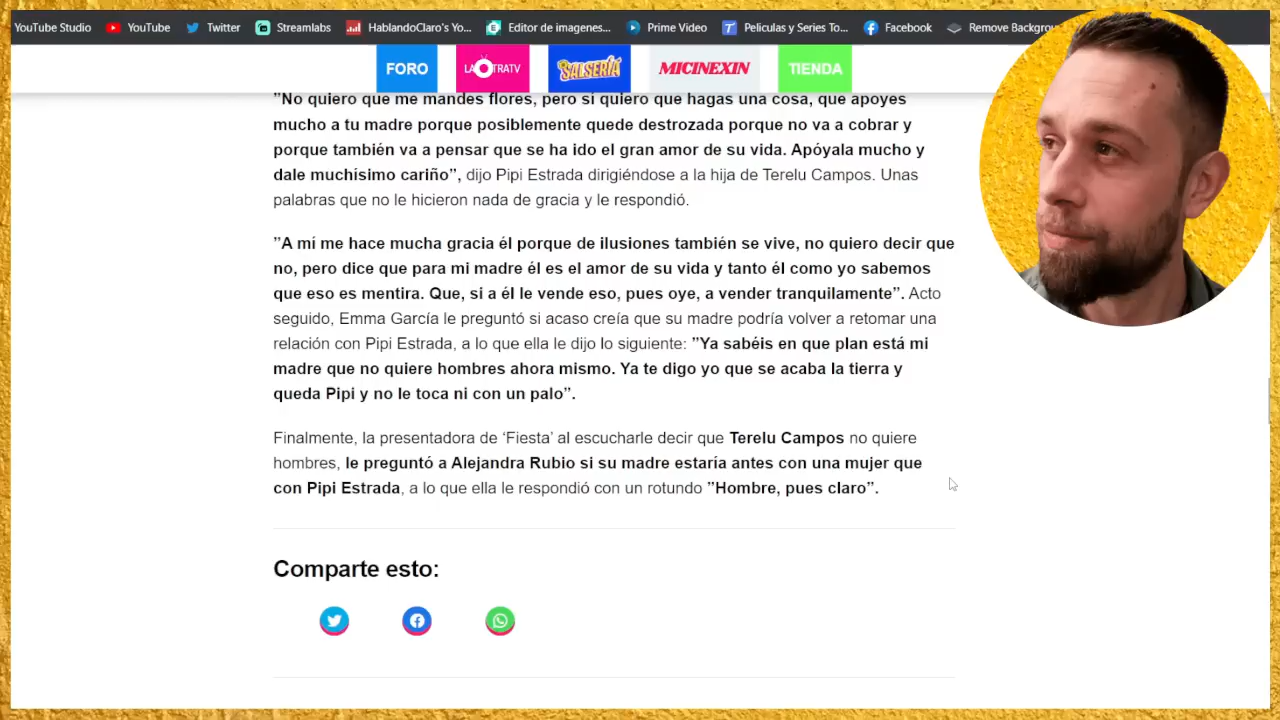 YouTube Studio YouTube Twitter Streamlabs HablandoClaro's Yo... Editor de imagenes... Prime Video Peliculas y Series To... Facebook Remove Backgrou
FORO LA OTRATV SALSERÍA MICINEXIN TIENDA
"No quiero que me mandes flores, pero si quiero que hagas una cosa, que apoyes
mucho a tu madre porque posiblemente quede destrozada porque no va a cobrar y
porque también va a pensar que se ha ido el gran amor de su vida. Apóyala mucho y
dale muchísimo cariño”, dijo Pipi Estrada dirigiéndose a la hija de Terelu Campos. Unas
palabras que no le hicieron nada de gracia y le respondió.
”A mí me hace mucha gracia él porque de ilusiones también se vive, no quiero decir que
no, pero dice que para mi madre él es el amor de su vida y tanto él como yo sabemos
que eso es mentira. Que, si a él le vende eso, pues oye, a vender tranquilamente”. Acto
seguido, Emma García le preguntó si acaso creía que su madre podría volver a retomar una
relación con Pipi Estrada, a lo que ella le dijo lo siguiente: ”Ya sabéis en que plan está mi
madre que no quiere hombres ahora mismo. Ya te digo yo que se acaba la tierra y
queda Pipi y no le toca ni con un palo”.
Finalmente, la presentadora de ‘Fiesta’ al escucharle decir que Terelu Campos no quiere
hombres, le preguntó a Alejandra Rubio si su madre estaría antes con una mujer que
con Pipi Estrada, a lo que ella le respondió con un rotundo ”Hombre, pues claro”.
Comparte esto: